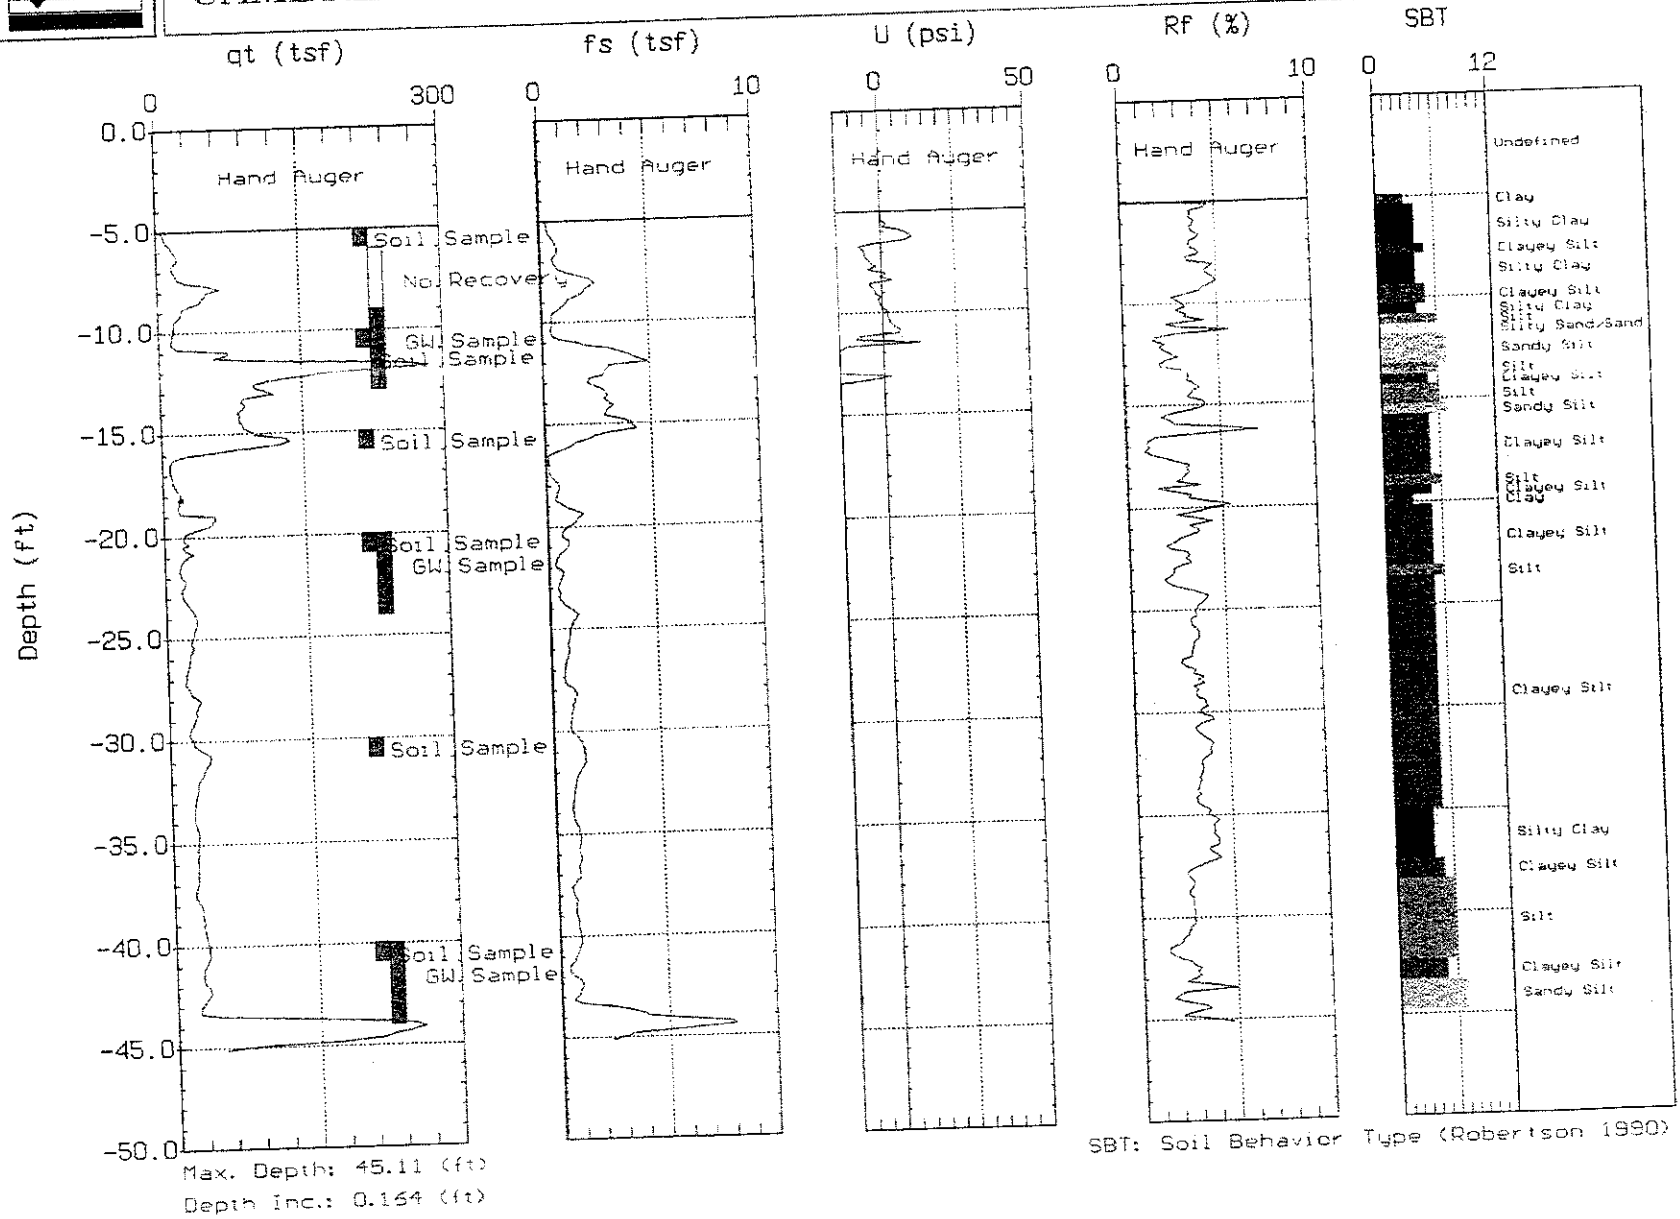 qt (tsf)
fs (tsf)
U (psi)
Rf (%)
SBT
0 300
0 10
0 50
0 10
0 12
Depth (ft)
0.0
-5.0
-10.0
-15.0
-20.0
-25.0
-30.0
-35.0
-40.0
-45.0
-50.0
Hand Auger
Hand Auger
Hand Auger
Hand Auger
Soil Sample
No Recovery
GW Sample
Soil Sample
Soil Sample
Soil Sample
GW Sample
Soil Sample
Soil Sample
GW Sample
Undefined
Clay
Silty Clay
Clayey Silt
Silty Clay
Clayey Silt
Silty Clay
Silt
Silty Sand/Sand
Sandy Silt
Silt
Clayey Silt
Silt
Sandy Silt
Clayey Silt
Silt
Clayey Silt
Clay
Clayey Silt
Silt
Clayey Silt
Silty Clay
Clayey Silt
Silt
Clayey Silt
Sandy Silt
Max. Depth: 45.11 (ft)
Depth Inc.: 0.164 (ft)
SBT: Soil Behavior Type (Robertson 1990)